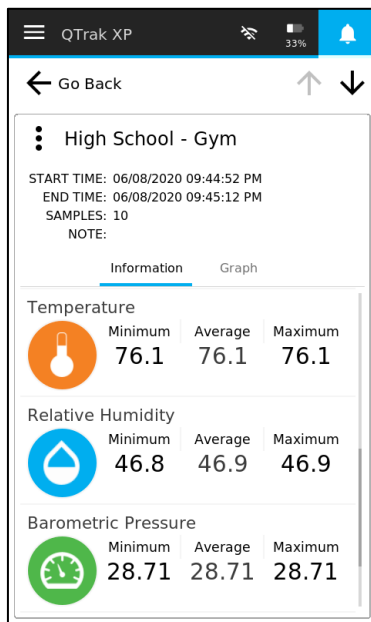 QTrak XP
33%
Go Back
High School - Gym
START TIME: 06/08/2020 09:44:52 PM
END TIME: 06/08/2020 09:45:12 PM
SAMPLES: 10
NOTE:
Information Graph
Temperature
Minimum Average Maximum
76.1 76.1 76.1
Relative Humidity
Minimum Average Maximum
46.8 46.9 46.9
Barometric Pressure
Minimum Average Maximum
28.71 28.71 28.71